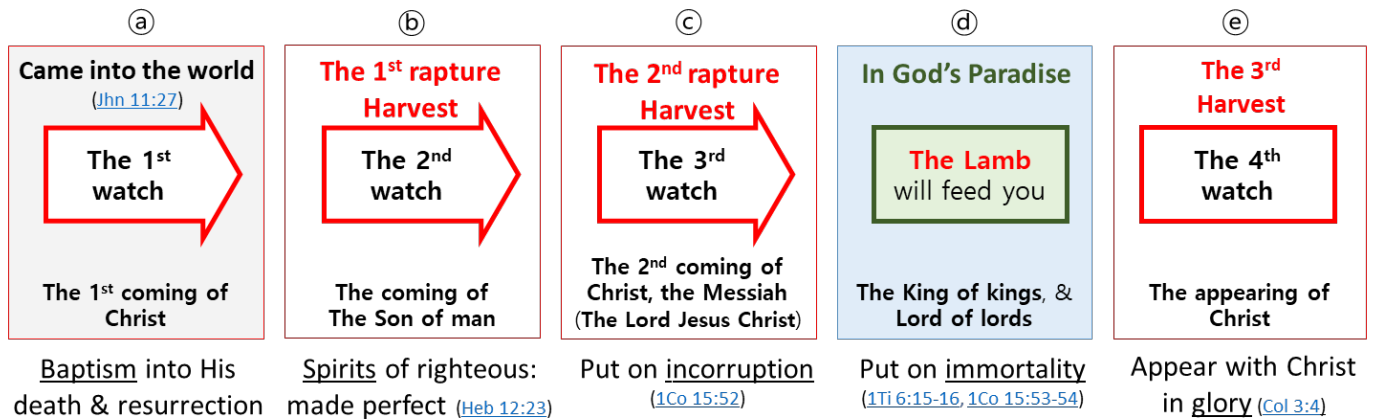 ⓐ
Came into the world
(Jhn 11:27)
The 1st
watch
The 1st coming of
Christ
Baptism into His
death & resurrection
ⓑ
The 1st rapture
Harvest
The 2nd
watch
The coming of
The Son of man
Spirits of righteous:
made perfect (Heb 12:23)
ⓒ
The 2nd rapture
Harvest
The 3rd
watch
The 2nd coming of
Christ, the Messiah
(The Lord Jesus Christ)
Put on incorruption
(1Co 15:52)
ⓓ
In God's Paradise
The Lamb
will feed you
The King of kings, &
Lord of lords
Put on immortality
(1Ti 6:15-16, 1Co 15:53-54)
ⓔ
The 3rd
Harvest
The 4th
watch
The appearing of
Christ
Appear with Christ
in glory (Col 3:4)